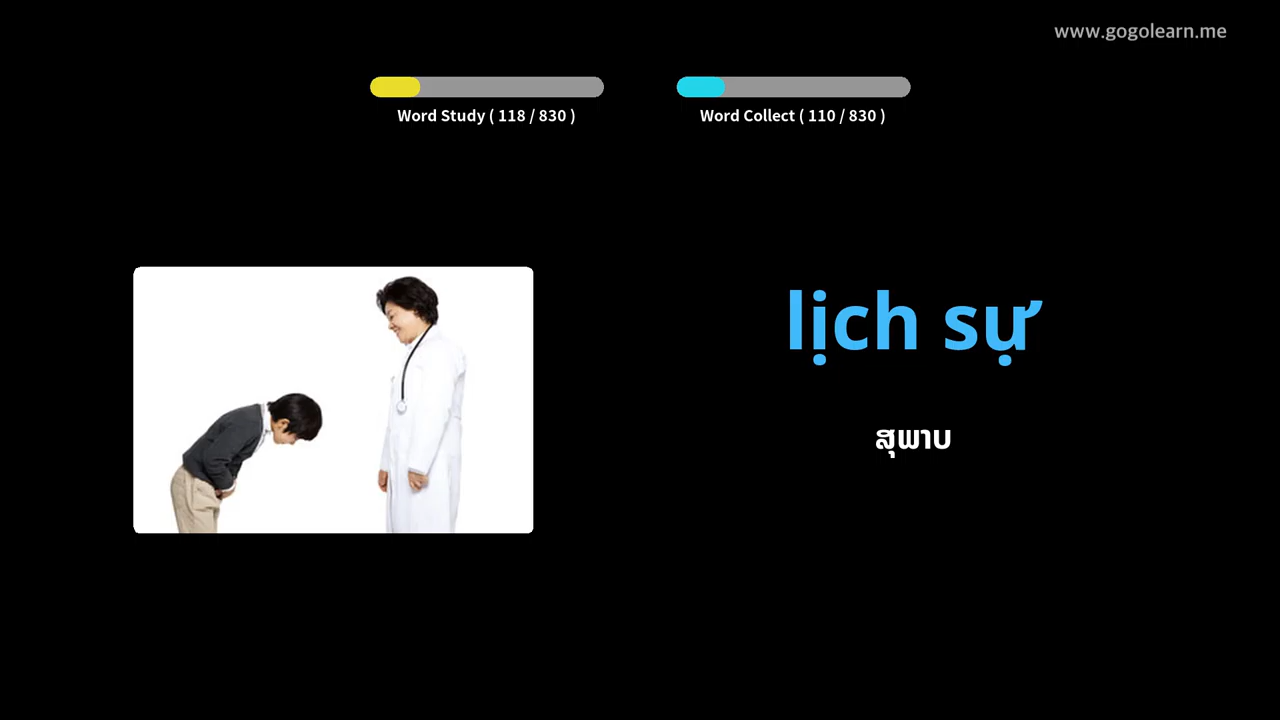 www.gogolearn.me
Word Study ( 118 / 830 )
Word Collect ( 110 / 830 )
lịch sự
ສຸພາບ